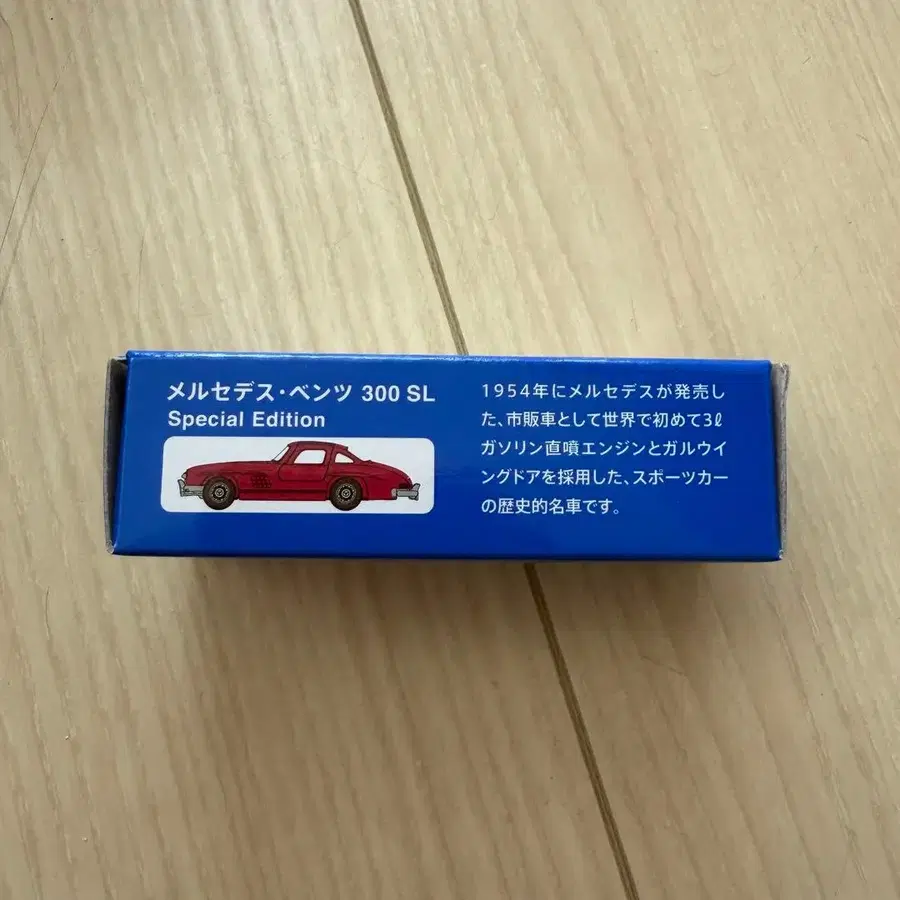 メルセデス・ベンツ 300 SL
Special Edition
1954年にメルセデスが発売し
た、市販車として世界で初めて3ℓ
ガソリン直噴エンジンとガルウイ
ングドアを採用した、スポーツカー
の歴史的名車です。